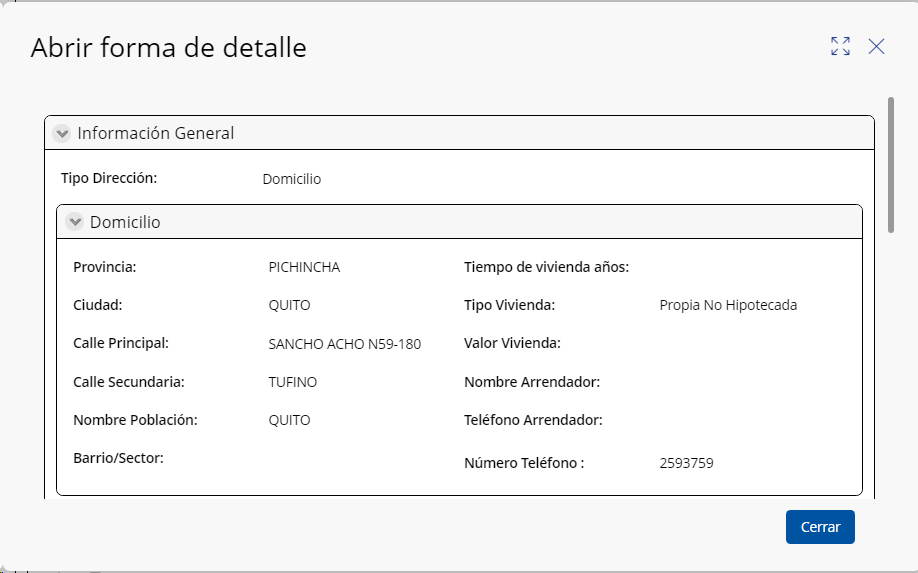 Abrir forma de detalle
Información General
Tipo Dirección: Domicilio
Domicilio
Provincia: PICHINCHA Tiempo de vivienda años:
Ciudad: QUITO Tipo Vivienda: Propia No Hipotecada
Calle Principal: SANCHO ACHO N59-180 Valor Vivienda:
Calle Secundaria: TUFINO Nombre Arrendador:
Nombre Población: QUITO Teléfono Arrendador:
Barrio/Sector: Número Teléfono : 2593759
Cerrar